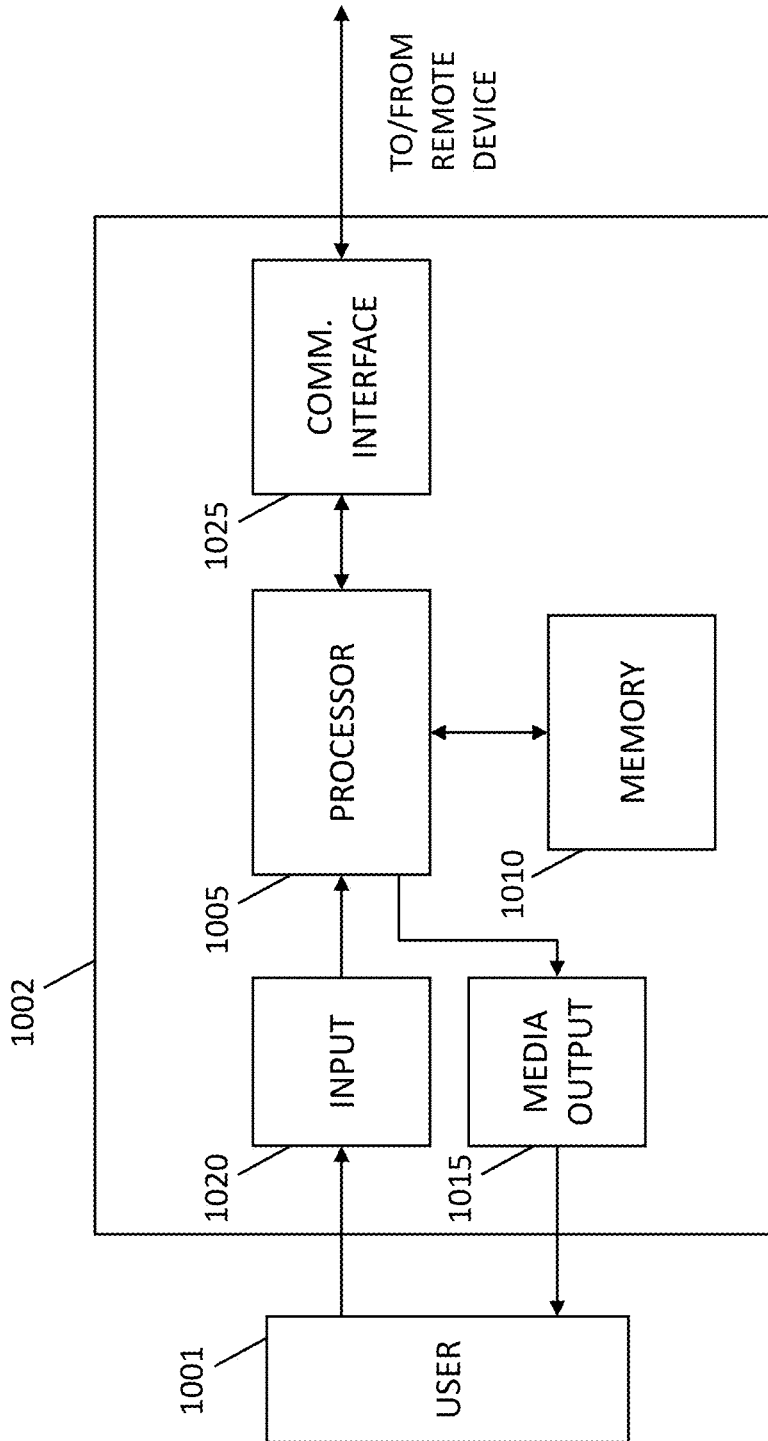 1002
1001
USER
1020
INPUT
1015
MEDIA
OUTPUT
1005
PROCESSOR
1010
MEMORY
1025
COMM.
INTERFACE
TO/FROM
REMOTE
DEVICE